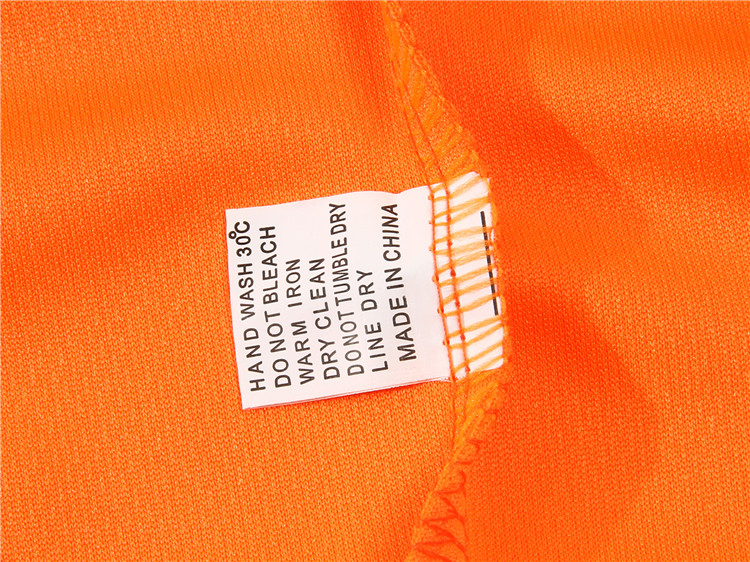 HAND WASH 30°C
DO NOT BLEACH
WARM IRON
DRY CLEAN
DO NOT TUMBLE DRY
LINE DRY
MADE IN CHINA